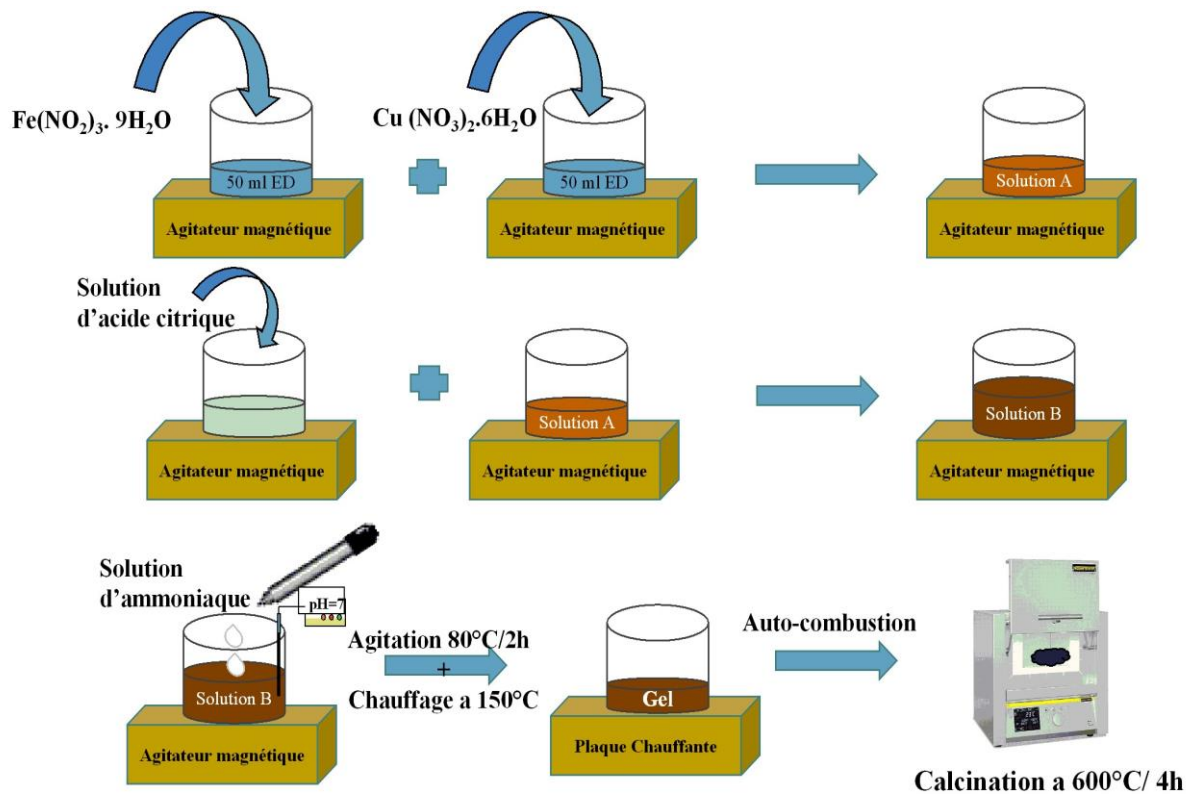 Fe(NO₂)₃. 9H₂O
50 ml ED
Agitateur magnétique
Cu (NO₃)₂.6H₂O
50 ml ED
Agitateur magnétique
Solution A
Agitateur magnétique
Solution
d'acide citrique
Agitateur magnétique
Solution A
Agitateur magnétique
Solution B
Agitateur magnétique
Solution
d'ammoniaque
pH=7
Solution B
Agitateur magnétique
Agitation 80°C/2h
+
Chauffage a 150°C
Gel
Plaque Chauffante
Auto-combustion
Calcination a 600°C/ 4h